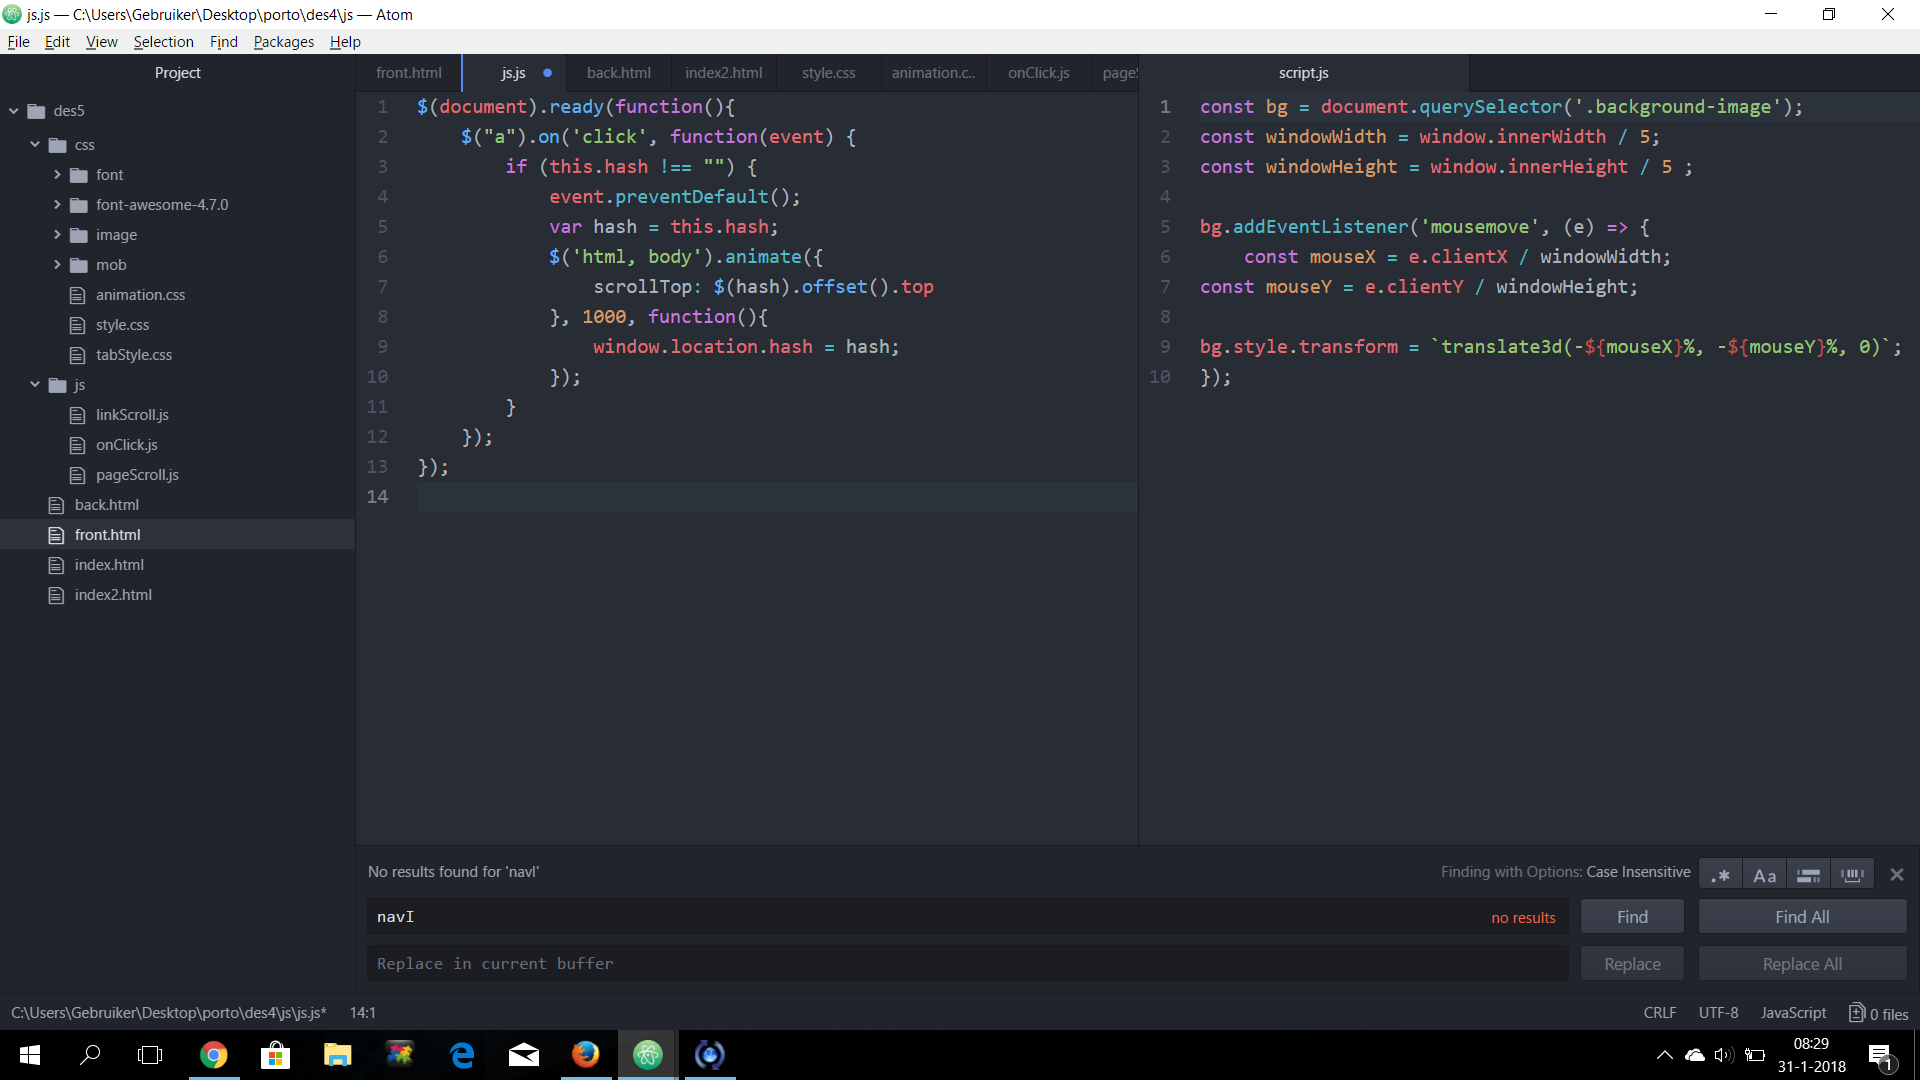 js.js — C:\Users\Gebruiker\Desktop\porto\des4\js — Atom
File Edit View Selection Find Packages Help
Project
des5
css
font
font-awesome-4.7.0
image
mob
animation.css
style.css
tabStyle.css
js
linkScroll.js
onClick.js
pageScroll.js
back.html
front.html
index.html
index2.html
front.html js.js back.html index2.html style.css animation.c.. onClick.js pageS
1 $(document).ready(function(){
2     $("a").on('click', function(event) {
3         if (this.hash !== "") {
4             event.preventDefault();
5             var hash = this.hash;
6             $('html, body').animate({
7                 scrollTop: $(hash).offset().top
8             }, 1000, function(){
9                 window.location.hash = hash;
10             });
11         }
12     });
13 });
14
script.js
1 const bg = document.querySelector('.background-image');
2 const windowWidth = window.innerWidth / 5;
3 const windowHeight = window.innerHeight / 5 ;
4
5 bg.addEventListener('mousemove', (e) => {
6     const mouseX = e.clientX / windowWidth;
7 const mouseY = e.clientY / windowHeight;
8
9 bg.style.transform = `translate3d(-${mouseX}%, -${mouseY}%, 0)`;
10 });
No results found for 'navI' Finding with Options: Case Insensitive .* Aa
navI no results Find Find All
Replace in current buffer Replace Replace All
C:\Users\Gebruiker\Desktop\porto\des4\js\js.js* 14:1 CRLF UTF-8 JavaScript 0 files
08:29
31-1-2018
1